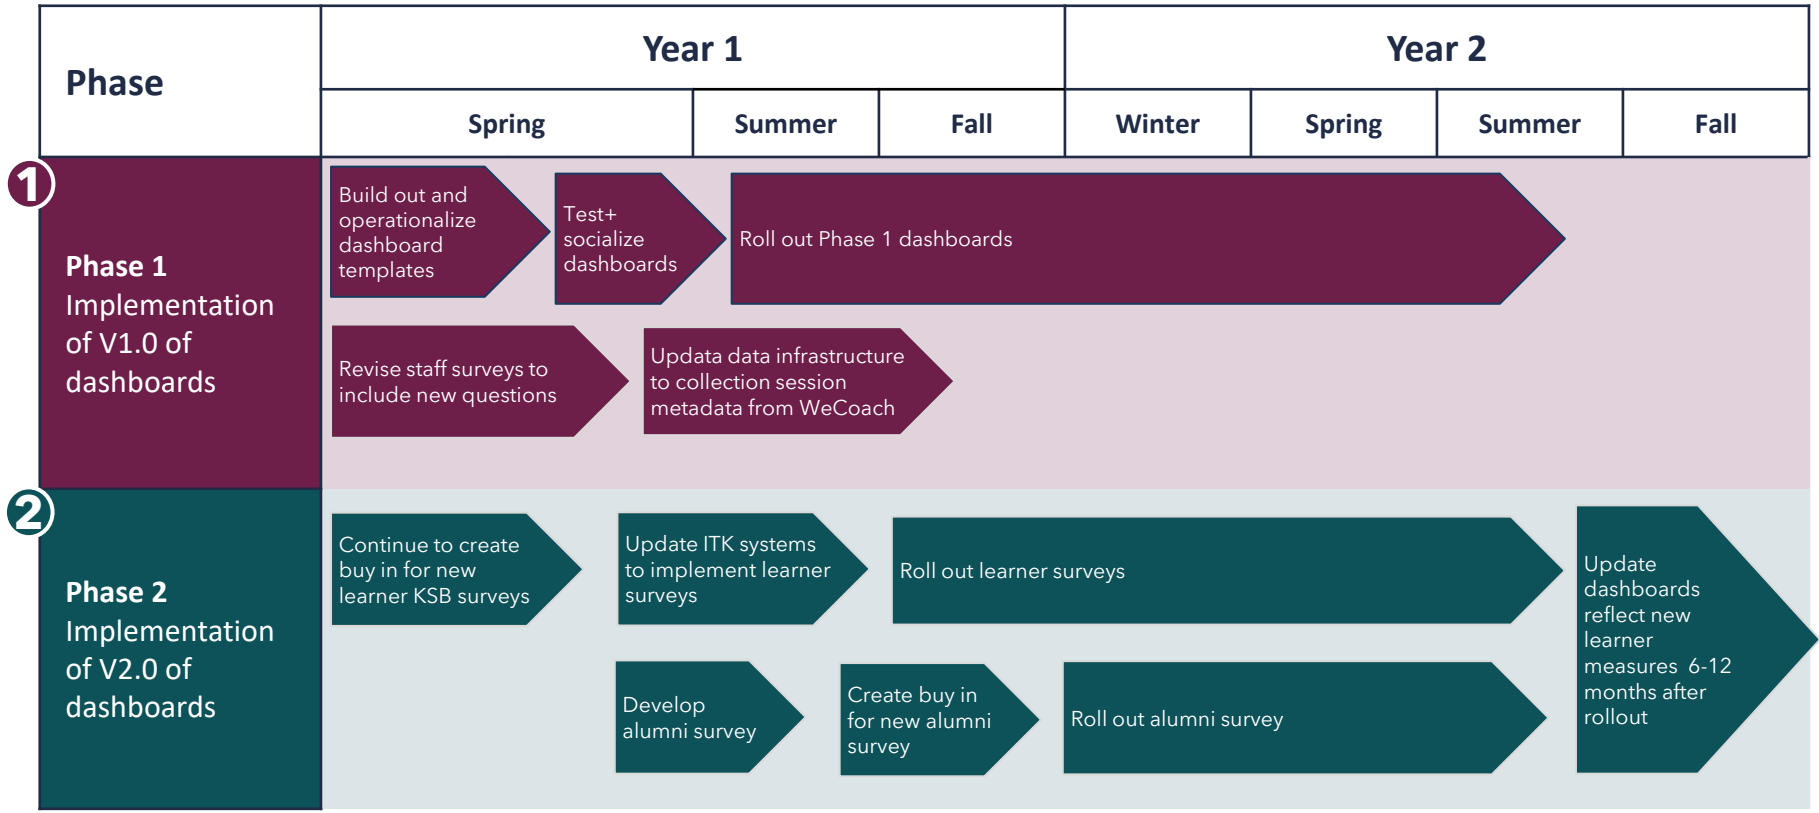 Phase
Year 1
Year 2
Spring
Summer
Fall
Winter
Spring
Summer
Fall
1
Phase 1
Implementation
of V1.0 of
dashboards
Build out and
operationalize
dashboard
templates
Test+
socialize
dashboards
Roll out Phase 1 dashboards
Revise staff surveys to
include new questions
Updata data infrastructure
to collection session
metadata from WeCoach
2
Phase 2
Implementation
of V2.0 of
dashboards
Continue to create
buy in for new
learner KSB surveys
Update ITK systems
to implement learner
surveys
Roll out learner surveys
Develop
alumni survey
Create buy in
for new alumni
survey
Roll out alumni survey
Update
dashboards
reflect new
learner
measures 6-12
months after
rollout